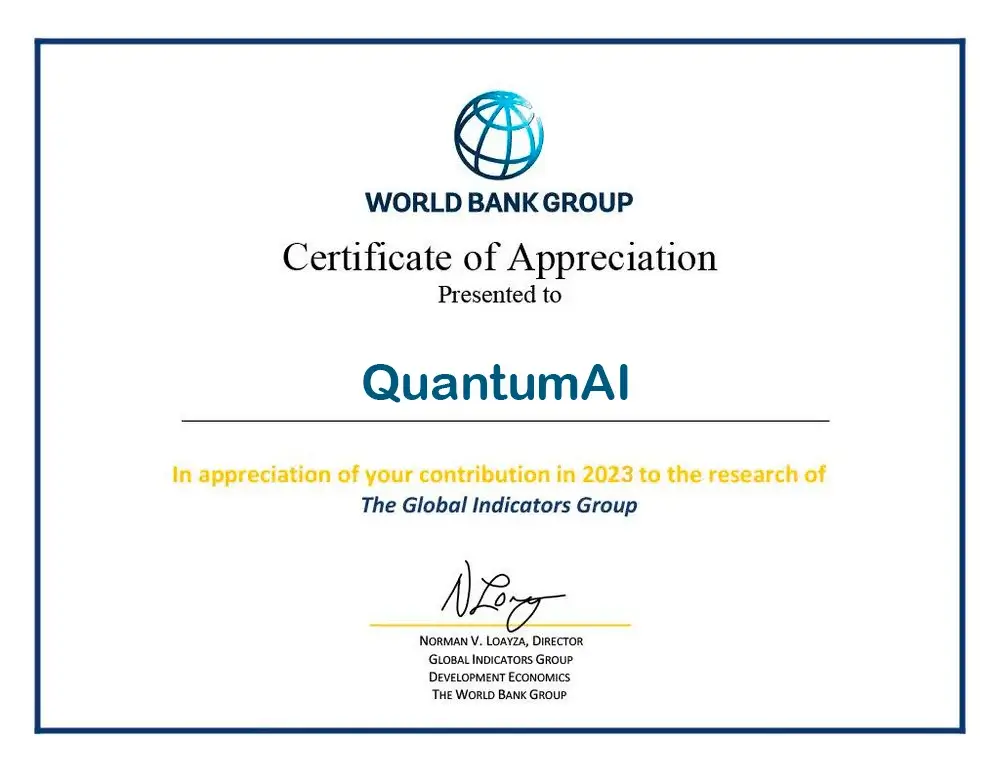 WORLD BANK GROUP
Certificate of Appreciation
Presented to
QuantumAI
In appreciation of your contribution in 2023 to the research of
The Global Indicators Group
NORMAN V. LOAYZA, DIRECTOR
GLOBAL INDICATORS GROUP
DEVELOPMENT ECONOMICS
THE WORLD BANK GROUP